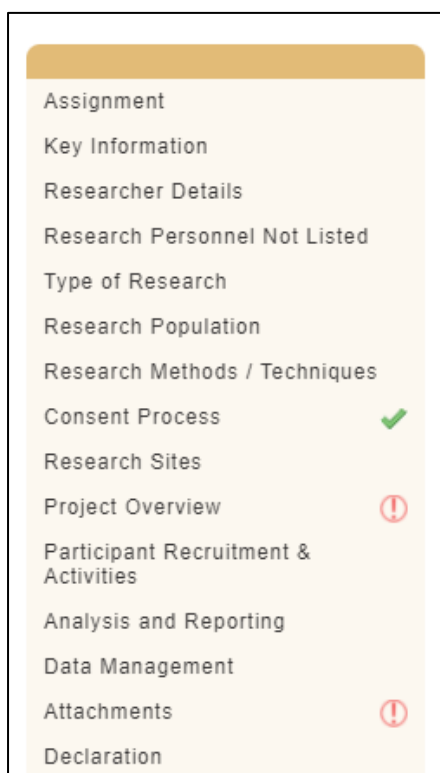 Assignment
Key Information
Researcher Details
Research Personnel Not Listed
Type of Research
Research Population
Research Methods / Techniques
Consent Process
Research Sites
Project Overview
Participant Recruitment &
Activities
Analysis and Reporting
Data Management
Attachments
Declaration